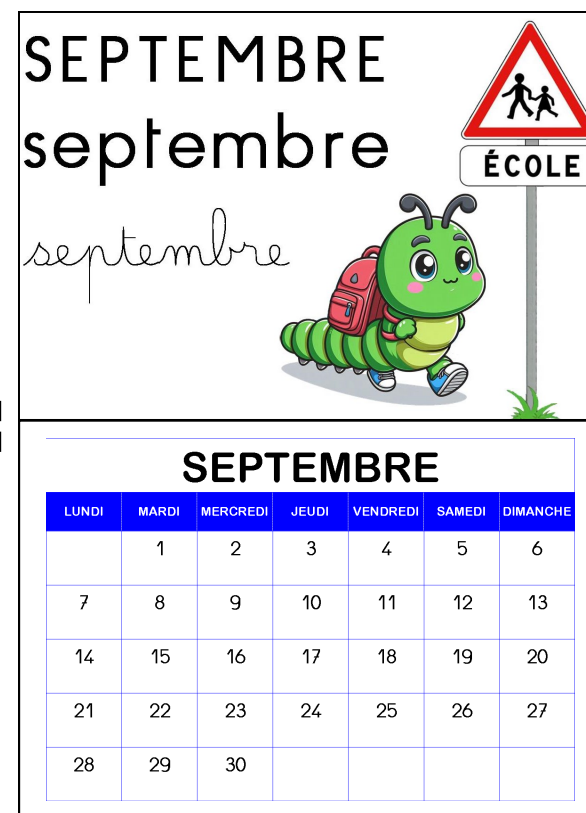 SEPTEMBRE
septembre
septembre
ÉCOLE
SEPTEMBRE
LUNDI MARDI MERCREDI JEUDI VENDREDI SAMEDI DIMANCHE
1 2 3 4 5 6
7 8 9 10 11 12 13
14 15 16 17 18 19 20
21 22 23 24 25 26 27
28 29 30